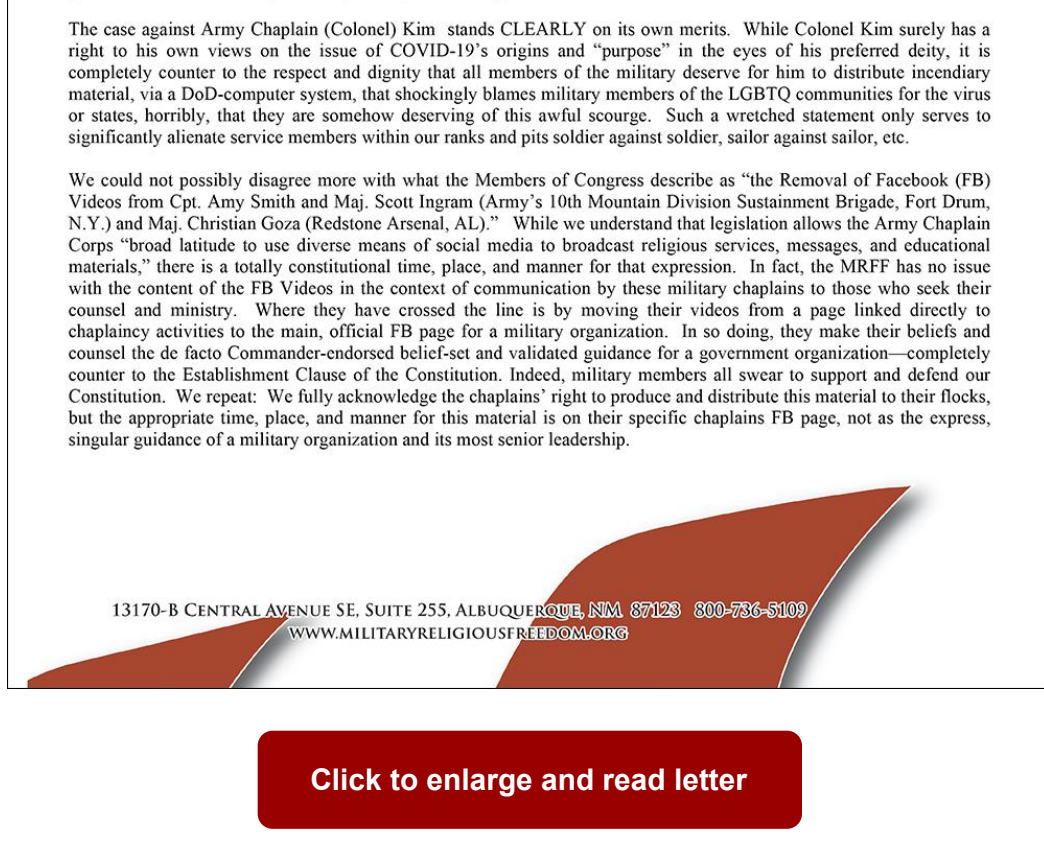 The case against Army Chaplain (Colonel) Kim stands CLEARLY on its own merits. While Colonel Kim surely has a
right to his own views on the issue of COVID-19’s origins and “purpose” in the eyes of his preferred deity, it is
completely counter to the respect and dignity that all members of the military deserve for him to distribute incendiary
material, via a DoD-computer system, that shockingly blames military members of the LGBTQ communities for the virus
or states, horribly, that they are somehow deserving of this awful scourge. Such a wretched statement only serves to
significantly alienate service members within our ranks and pits soldier against soldier, sailor against sailor, etc.
We could not possibly disagree more with what the Members of Congress describe as “the Removal of Facebook (FB)
Videos from Cpt. Amy Smith and Maj. Scott Ingram (Army’s 10th Mountain Division Sustainment Brigade, Fort Drum,
N.Y.) and Maj. Christian Goza (Redstone Arsenal, AL).” While we understand that legislation allows the Army Chaplain
Corps “broad latitude to use diverse means of social media to broadcast religious services, messages, and educational
materials,” there is a totally constitutional time, place, and manner for that expression. In fact, the MRFF has no issue
with the content of the FB Videos in the context of communication by these military chaplains to those who seek their
counsel and ministry. Where they have crossed the line is by moving their videos from a page linked directly to
chaplaincy activities to the main, official FB page for a military organization. In so doing, they make their beliefs and
counsel the de facto Commander-endorsed belief-set and validated guidance for a government organization—completely
counter to the Establishment Clause of the Constitution. Indeed, military members all swear to support and defend our
Constitution. We repeat: We fully acknowledge the chaplains’ right to produce and distribute this material to their flocks,
but the appropriate time, place, and manner for this material is on their specific chaplains FB page, not as the express,
singular guidance of a military organization and its most senior leadership.
13170-B Central Avenue SE, Suite 255, Albuquerque, NM 87123 800-736-5109
www.militaryreligiousfreedom.org
Click to enlarge and read letter